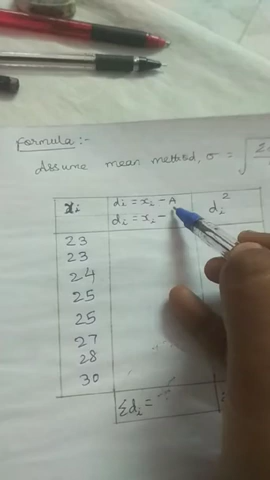 Formula :-
Assume mean method, σ = √
xi di = xi - A di²
di = xi -
23
23
24
25
25
27
28
30
Σdi =